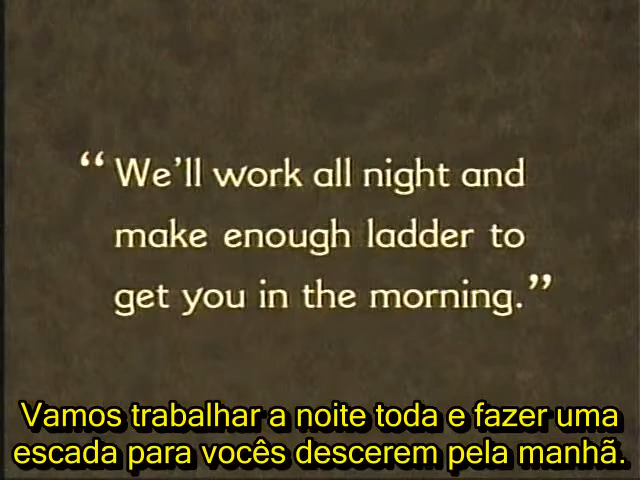 “We’ll work all night and
make enough ladder to
get you in the morning.”
Vamos trabalhar a noite toda e fazer uma
escada para vocês descerem pela manhã.